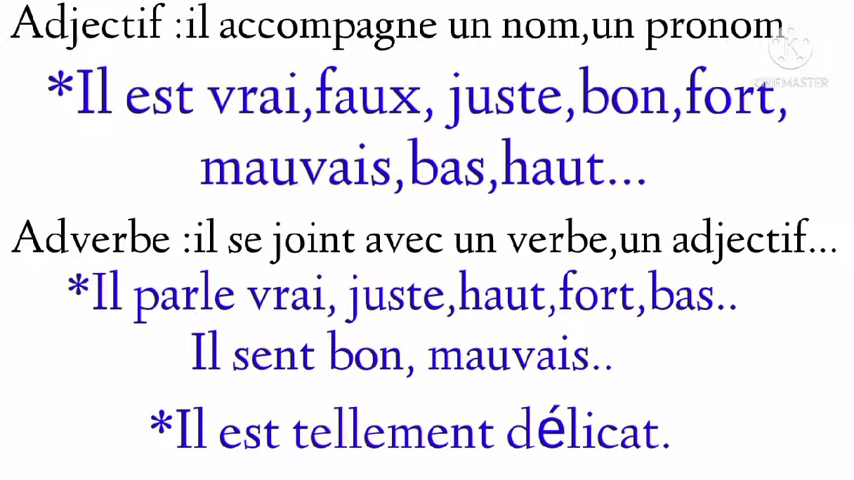 Adjectif :il accompagne un nom,un pronom
KINEMASTER
*Il est vrai,faux, juste,bon,fort,
mauvais,bas,haut...
Adverbe :il se joint avec un verbe,un adjectif...
*Il parle vrai, juste,haut,fort,bas..
Il sent bon, mauvais..
*Il est tellement délicat.